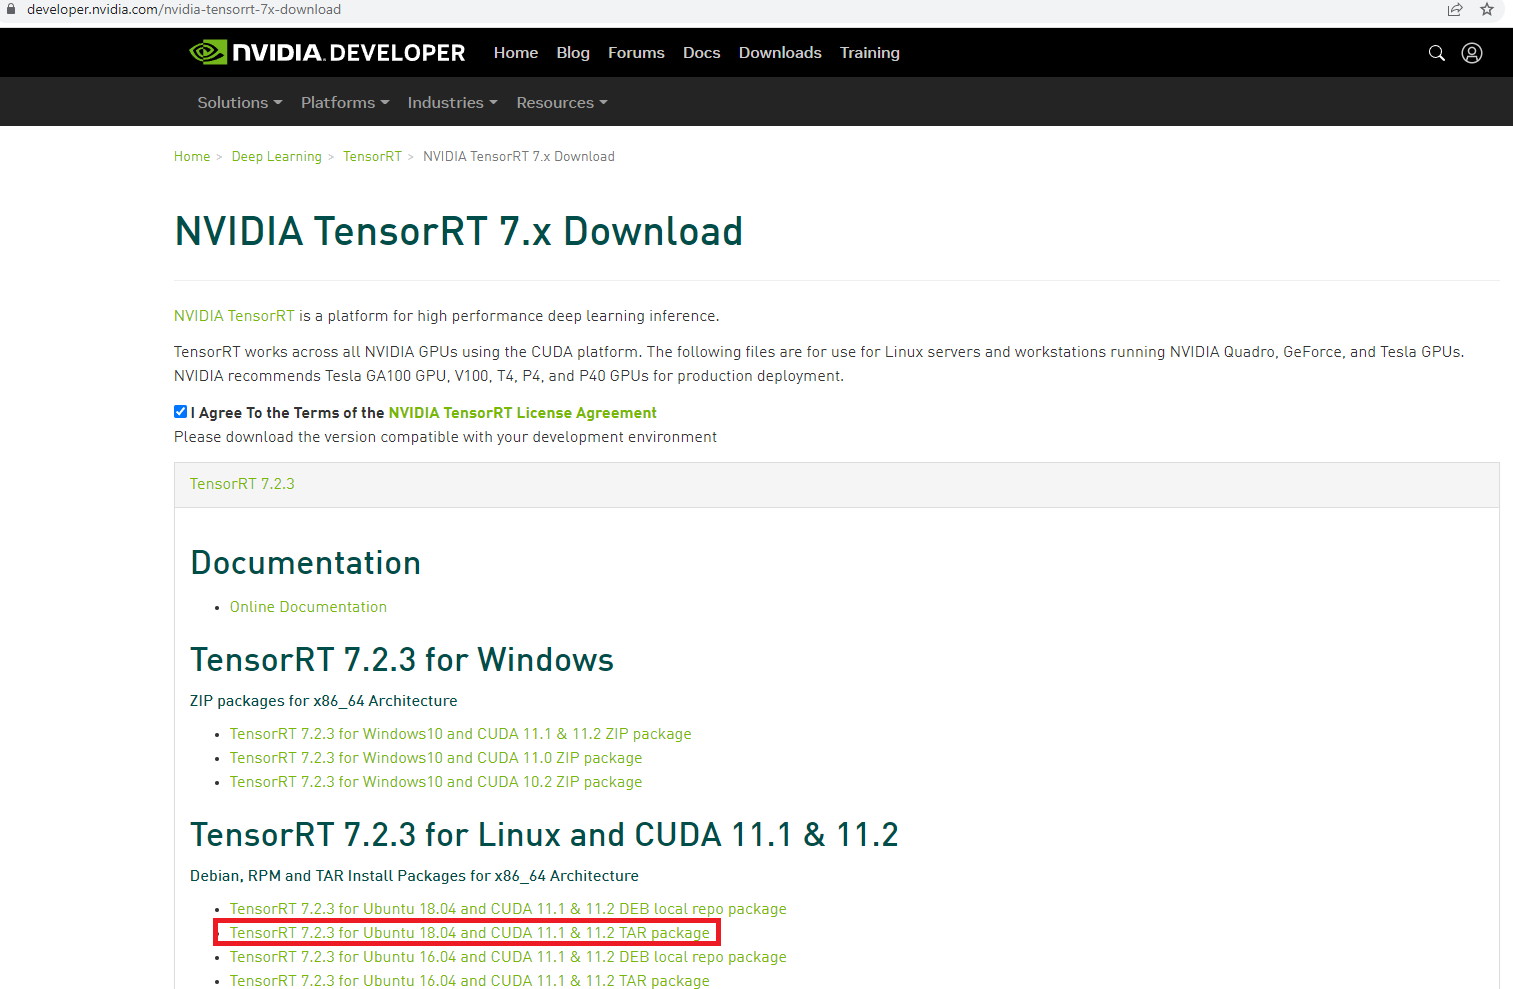 developer.nvidia.com/nvidia-tensorrt-7x-download
NVIDIA DEVELOPER Home Blog Forums Docs Downloads Training
Solutions Platforms Industries Resources
Home > Deep Learning > TensorRT > NVIDIA TensorRT 7.x Download
NVIDIA TensorRT 7.x Download
NVIDIA TensorRT is a platform for high performance deep learning inference.
TensorRT works across all NVIDIA GPUs using the CUDA platform. The following files are for use for Linux servers and workstations running NVIDIA Quadro, GeForce, and Tesla GPUs.
NVIDIA recommends Tesla GA100 GPU, V100, T4, P4, and P40 GPUs for production deployment.
I Agree To the Terms of the NVIDIA TensorRT License Agreement
Please download the version compatible with your development environment
TensorRT 7.2.3
Documentation
• Online Documentation
TensorRT 7.2.3 for Windows
ZIP packages for x86_64 Architecture
• TensorRT 7.2.3 for Windows10 and CUDA 11.1 & 11.2 ZIP package
• TensorRT 7.2.3 for Windows10 and CUDA 11.0 ZIP package
• TensorRT 7.2.3 for Windows10 and CUDA 10.2 ZIP package
TensorRT 7.2.3 for Linux and CUDA 11.1 & 11.2
Debian, RPM and TAR Install Packages for x86_64 Architecture
• TensorRT 7.2.3 for Ubuntu 18.04 and CUDA 11.1 & 11.2 DEB local repo package
• TensorRT 7.2.3 for Ubuntu 18.04 and CUDA 11.1 & 11.2 TAR package
• TensorRT 7.2.3 for Ubuntu 16.04 and CUDA 11.1 & 11.2 DEB local repo package
• TensorRT 7.2.3 for Ubuntu 16.04 and CUDA 11.1 & 11.2 TAR package